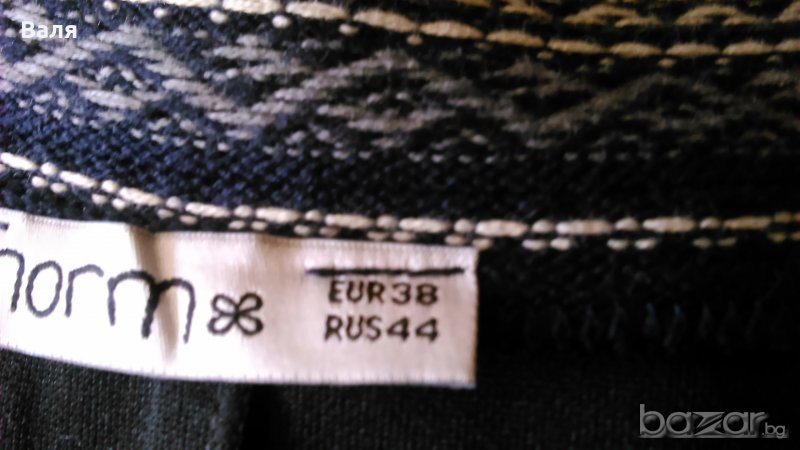 Валя
norm
EUR38
RUS44
bazar.bg